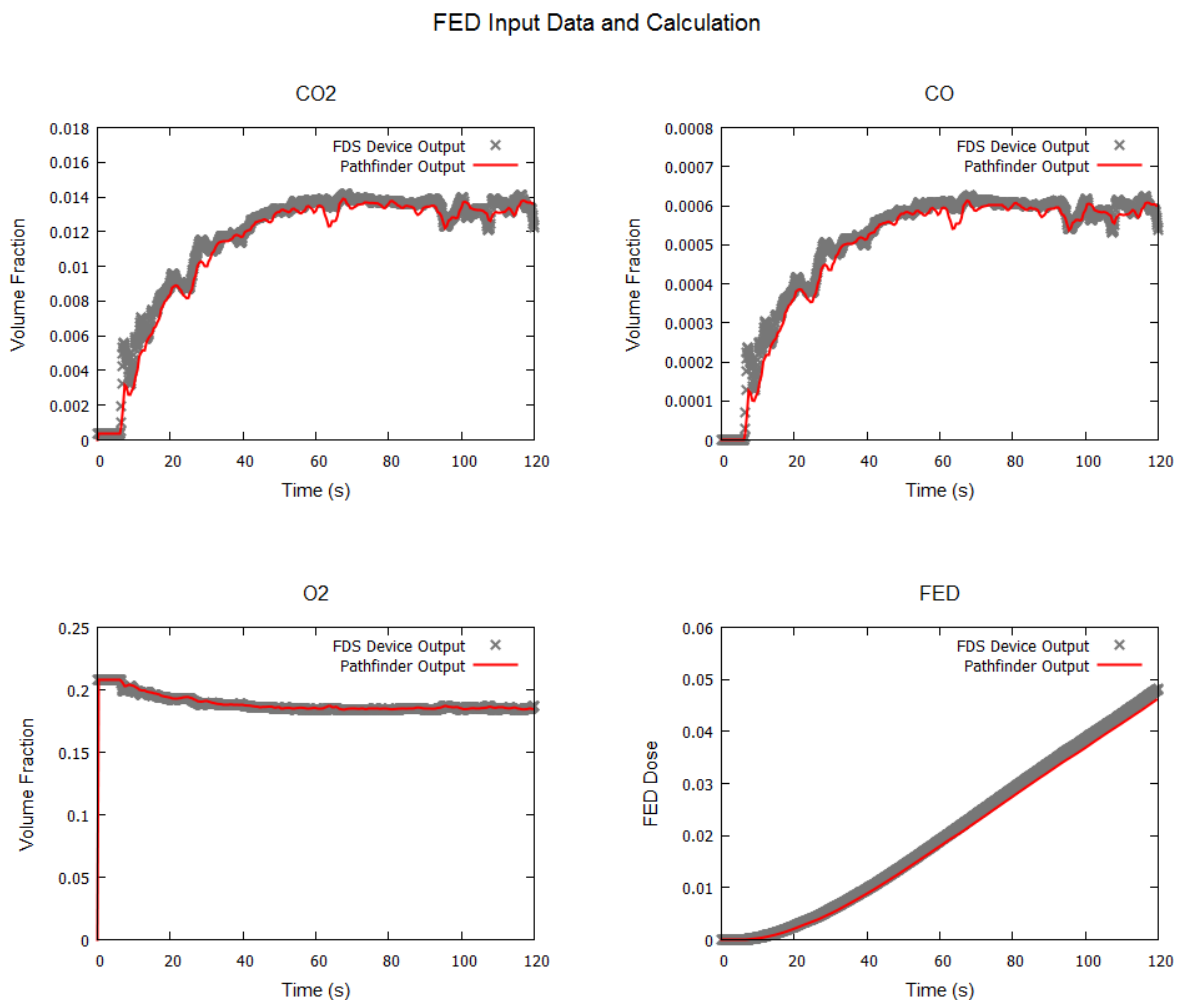 FED Input Data and Calculation
CO2
FDS Device Output
Pathfinder Output
Volume Fraction
0.018
0.016
0.014
0.012
0.01
0.008
0.006
0.004
0.002
0
0 20 40 60 80 100 120
Time (s)
CO
FDS Device Output
Pathfinder Output
Volume Fraction
0.0008
0.0007
0.0006
0.0005
0.0004
0.0003
0.0002
0.0001
0
0 20 40 60 80 100 120
Time (s)
O2
FDS Device Output
Pathfinder Output
Volume Fraction
0.25
0.2
0.15
0.1
0.05
0
0 20 40 60 80 100 120
Time (s)
FED
FDS Device Output
Pathfinder Output
FED Dose
0.06
0.05
0.04
0.03
0.02
0.01
0
0 20 40 60 80 100 120
Time (s)